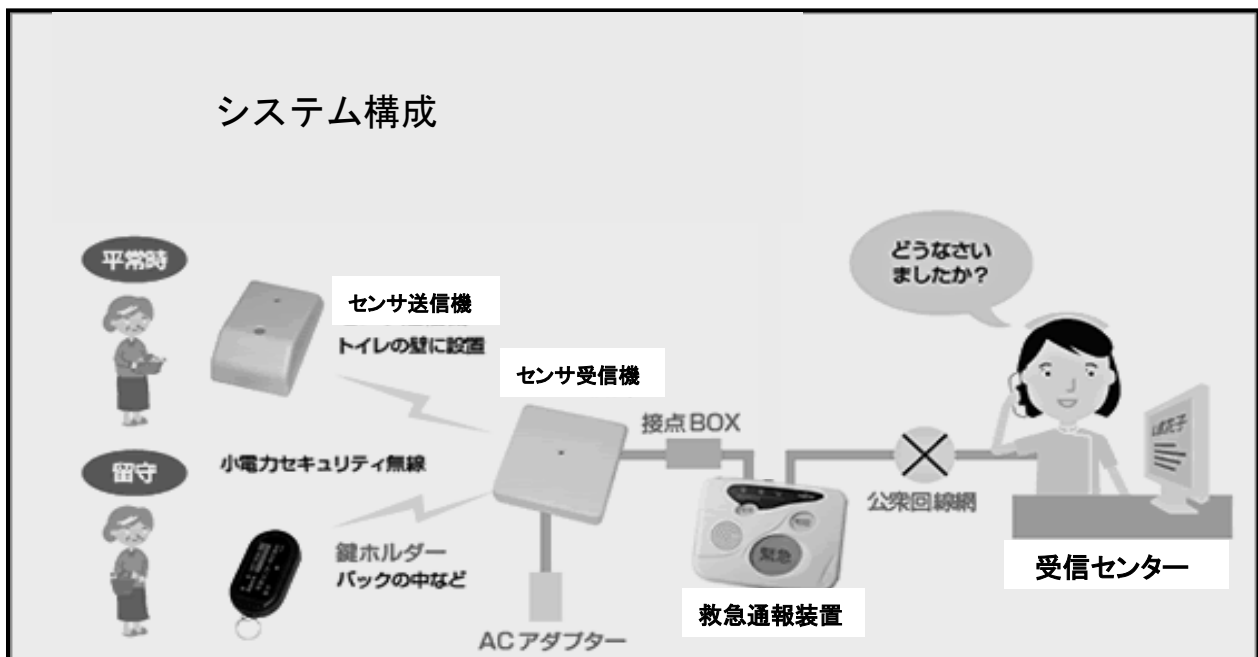 システム構成
平常時
センサ送信機
トイレの壁に設置
センサ受信機
接点BOX
どうなさい
ましたか?
留守
小電力セキュリティ無線
鍵ホルダー
バックの中など
ACアダプター
緊急
救急通報装置
公衆回線網
受信センター